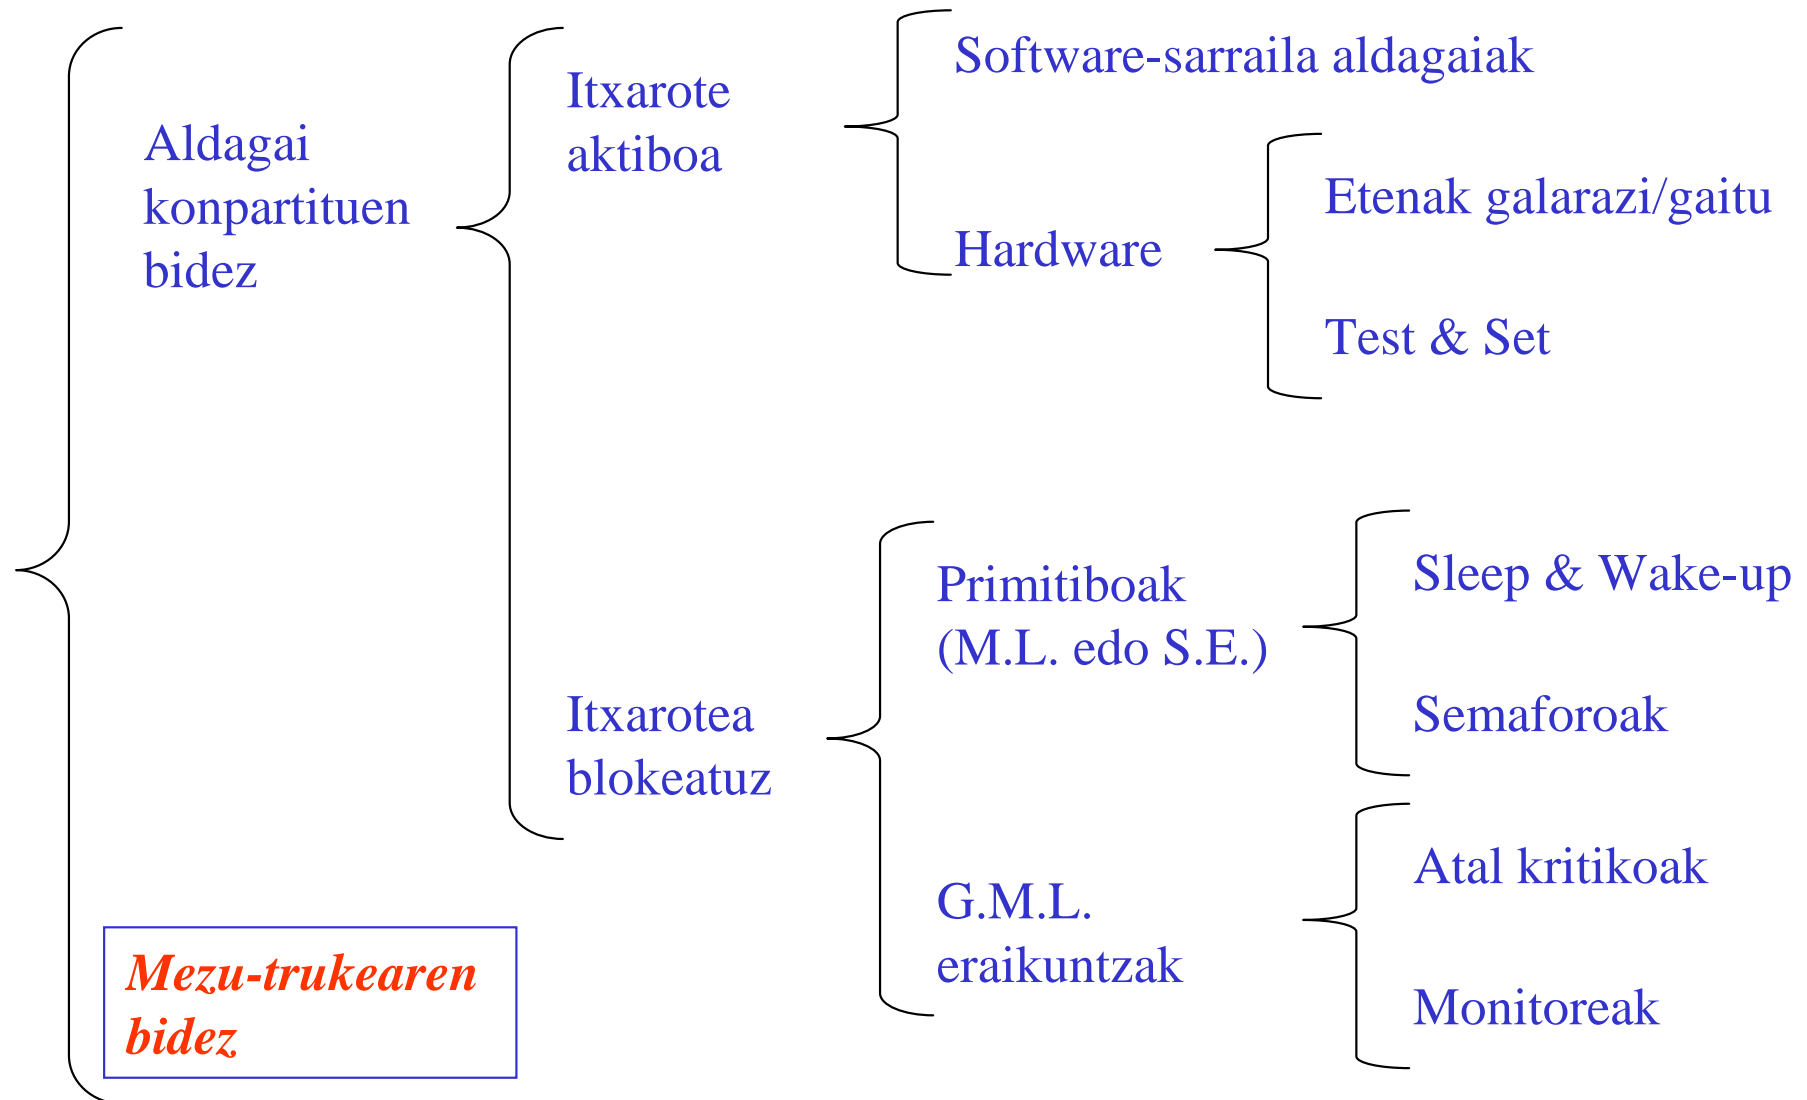 Aldagai
konpartituen
bidez
Itxarote
aktiboa
Software-sarraila aldagaiak
Hardware
Etenak galarazi/gaitu
Test & Set
Itxarotea
blokeatuz
Primitiboak
(M.L. edo S.E.)
Sleep & Wake-up
Semaforoak
G.M.L.
eraikuntzak
Atal kritikoak
Monitoreak
Mezu-trukearen
bidez